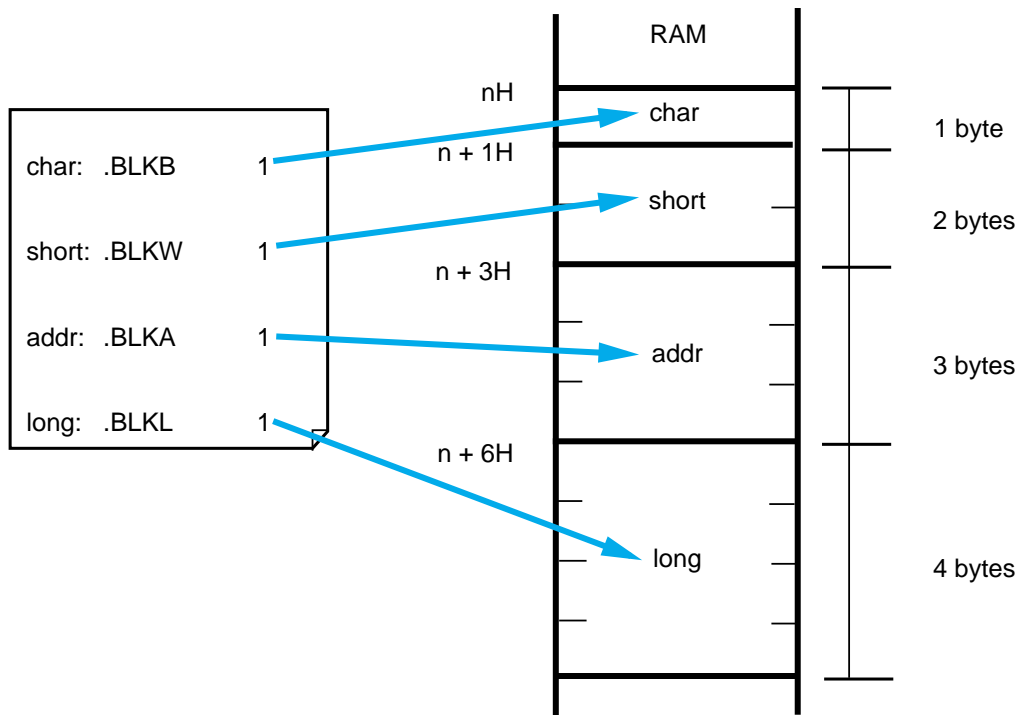 RAM
nH
char
1 byte
n + 1H
char: .BLKB 1
short
2 bytes
short: .BLKW 1
n + 3H
addr: .BLKA 1
addr
3 bytes
long: .BLKL 1
n + 6H
long
4 bytes